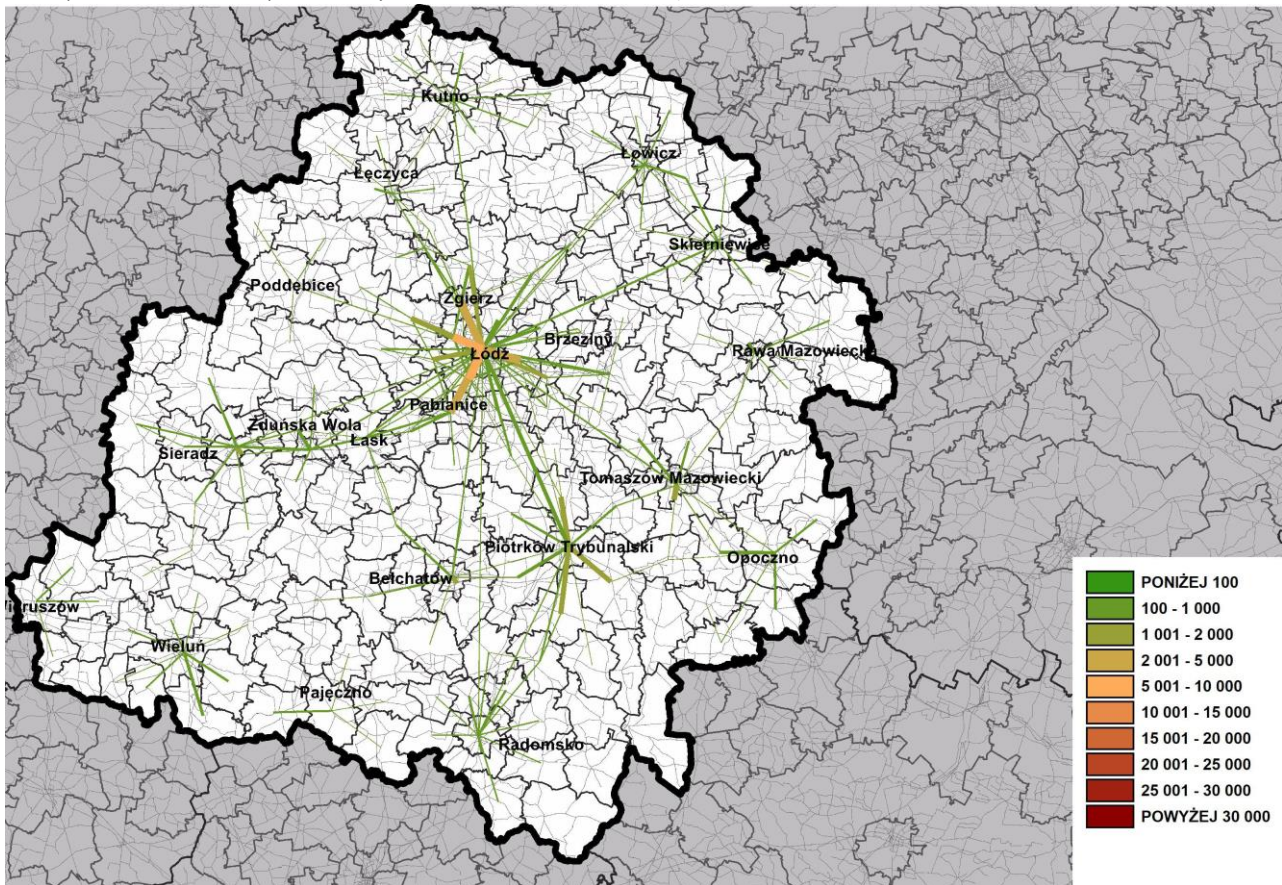 Kutno
Łowicz
Łęczyca
Skierniewice
Poddębice
Zgierz
Brzeziny
Łódź
Rawa Mazowiecka
Pabianice
Zduńska Wola
Łask
Sieradz
Tomaszów Mazowiecki
Piotrków Trybunalski
Opoczno
Bełchatów
ieruszów
Wieluń
Pajęczno
Radomsko
PONIŻEJ 100
100 - 1 000
1 001 - 2 000
2 001 - 5 000
5 001 - 10 000
10 001 - 15 000
15 001 - 20 000
20 001 - 25 000
25 001 - 30 000
POWYŻEJ 30 000